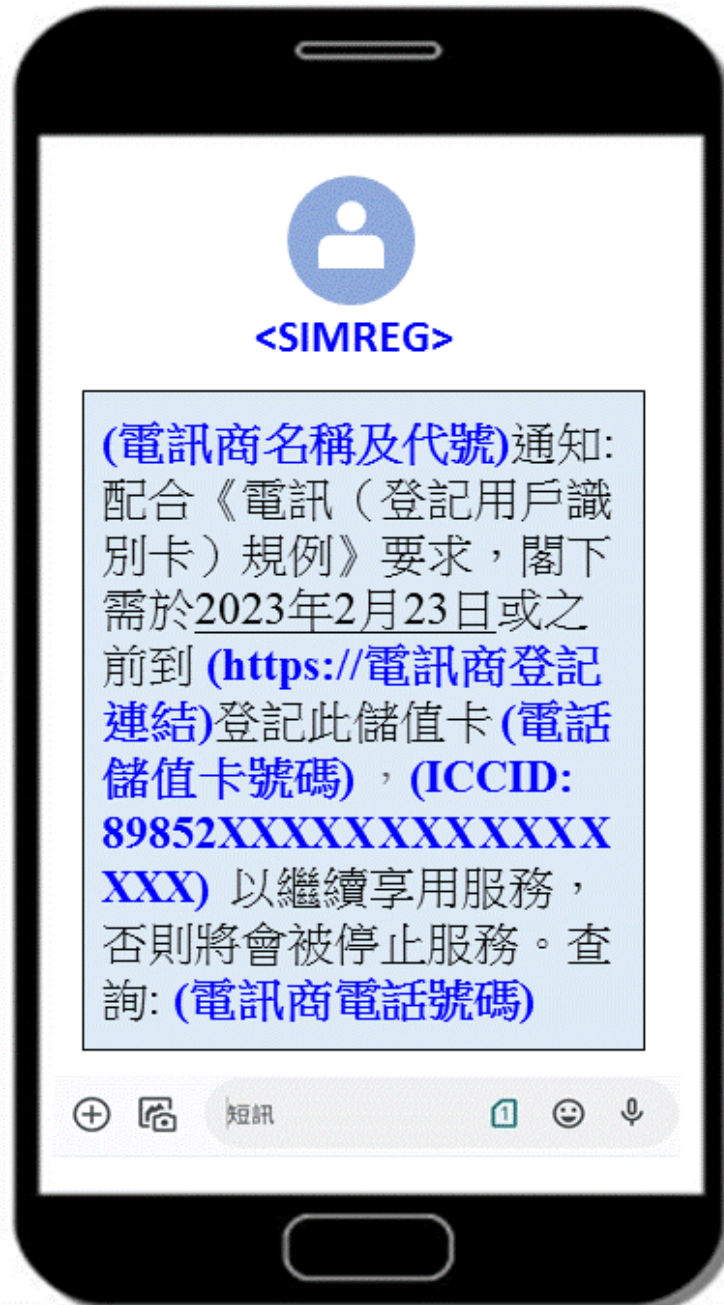 <SIMREG>
(電訊商名稱及代號)通知:
配合《電訊（登記用戶識
別卡）規例》要求，閣下
需於2023年2月23日或之
前到 (https://電訊商登記
連結)登記此儲值卡 (電話
儲值卡號碼) ，(ICCID:
89852XXXXXXXXXXXXX
XXX) 以繼續享用服務，
否則將會被停止服務。查
詢: (電訊商電話號碼)
短訊
1